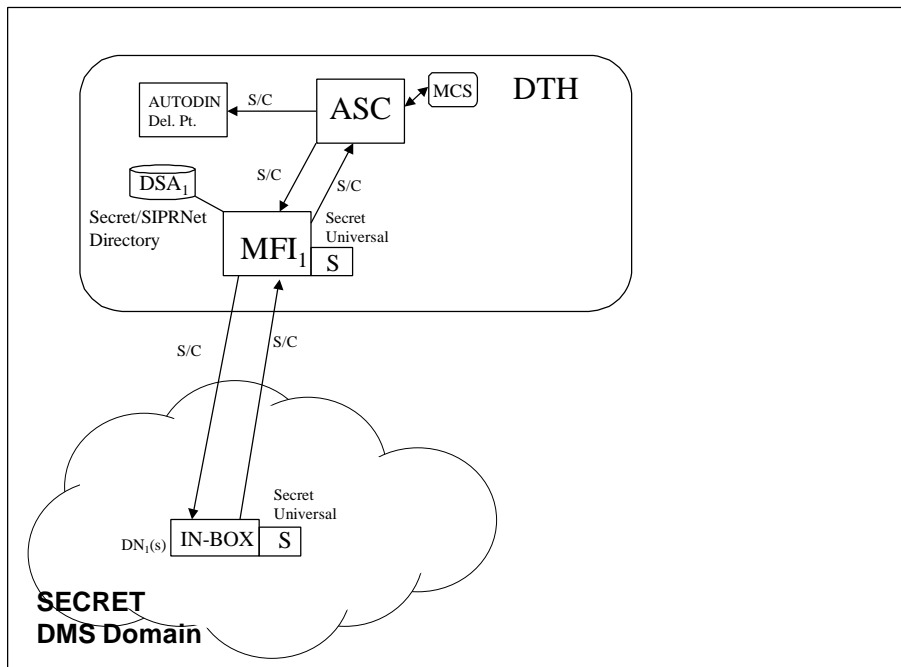 DTH
MCS
ASC
AUTODIN
Del. Pt.
S/C
S/C
S/C
DSA₁
Secret/SIPRNet
Directory
Secret
Universal
MFI₁
S
S/C
S/C
Secret
Universal
DN₁(s)
IN-BOX
S
SECRET
DMS Domain